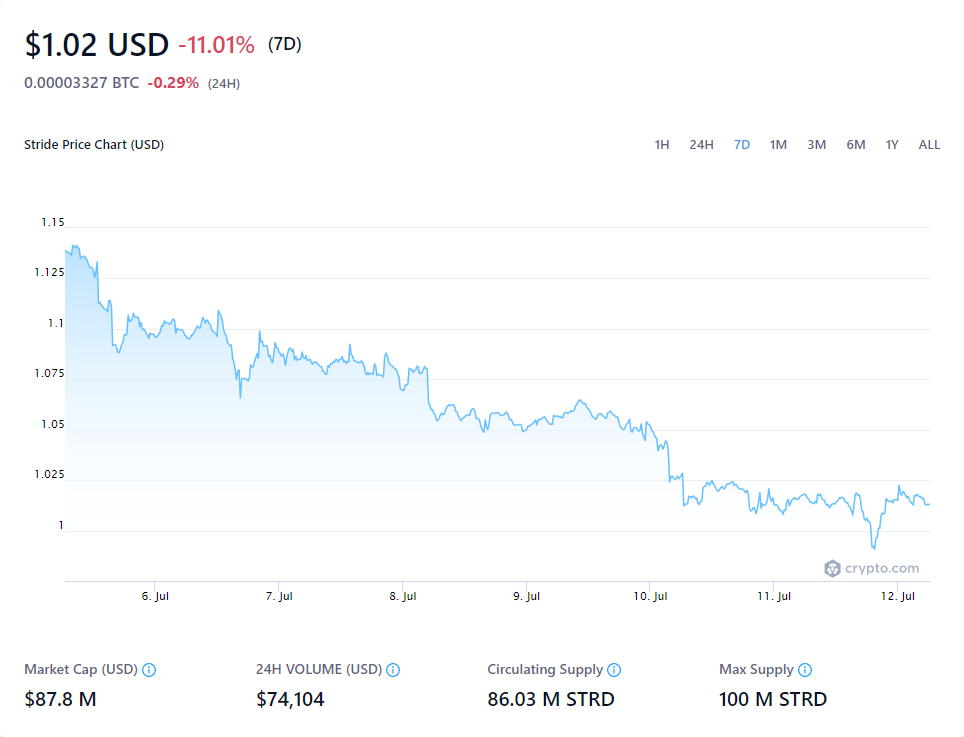 $1.02 USD -11.01% (7D)
0.00003327 BTC -0.29% (24H)
Stride Price Chart (USD) 1H 24H 7D 1M 3M 6M 1Y ALL
1.15
1.125
1.1
1.075
1.05
1.025
1
crypto.com
6. Jul 7. Jul 8. Jul 9. Jul 10. Jul 11. Jul 12. Jul
Market Cap (USD) 24H VOLUME (USD) Circulating Supply Max Supply
$87.8 M $74,104 86.03 M STRD 100 M STRD